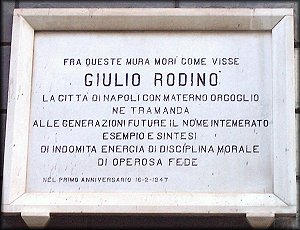 FRA QUESTE MURA MORÌ COME VISSE
GIULIO RODINO'
LA CITTÀ DI NAPOLI CON MATERNO ORGOGLIO
NE TRAMANDA
ALLE GENERAZIONI FUTURE IL NOME INTEMERATO
ESEMPIO E SINTESI
DI INDOMITA ENERGIA DI DISCIPLINA MORALE
DI OPEROSA FEDE
NEL PRIMO ANNIVERSARIO 16-2-1947